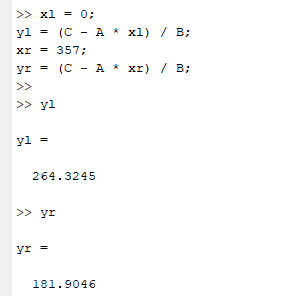 >> xl = 0;
yl = (C - A * xl) / B;
xr = 357;
yr = (C - A * xr) / B;
>>
>> yl
yl =
264.3245
>> yr
yr =
181.9046